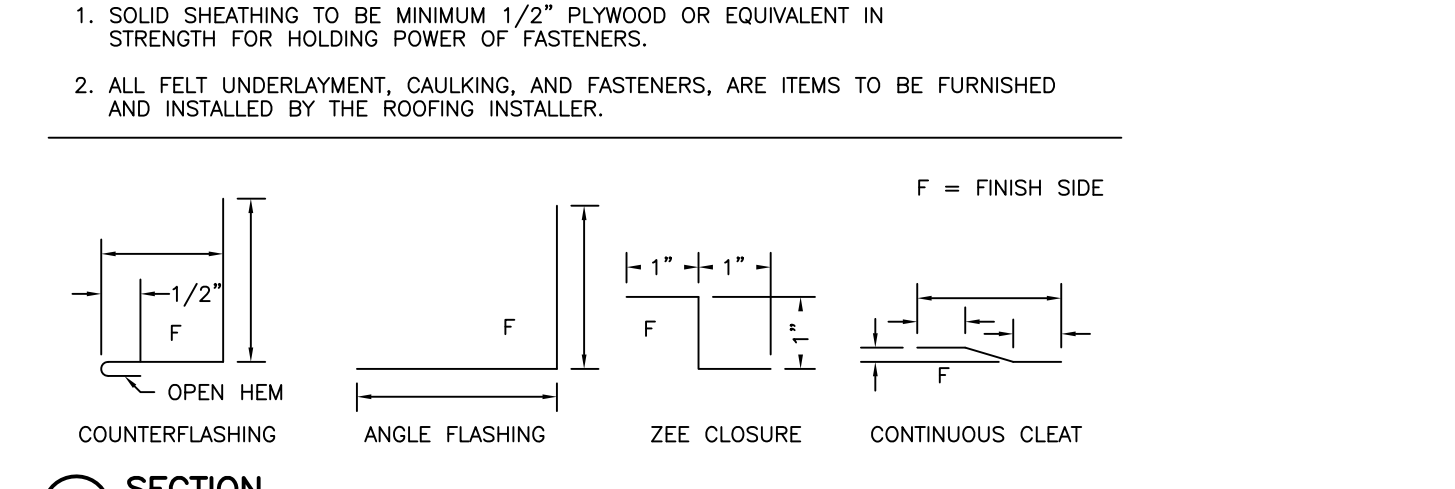 1. SOLID SHEATHING TO BE MINIMUM 1/2" PLYWOOD OR EQUIVALENT IN
STRENGTH FOR HOLDING POWER OF FASTENERS.
2. ALL FELT UNDERLAYMENT, CAULKING, AND FASTENERS, ARE ITEMS TO BE FURNISHED
AND INSTALLED BY THE ROOFING INSTALLER.
F = FINISH SIDE
1/2"
F
OPEN HEM
COUNTERFLASHING
F
ANGLE FLASHING
1" 1"
F
1"
ZEE CLOSURE
F
CONTINUOUS CLEAT
SECTION